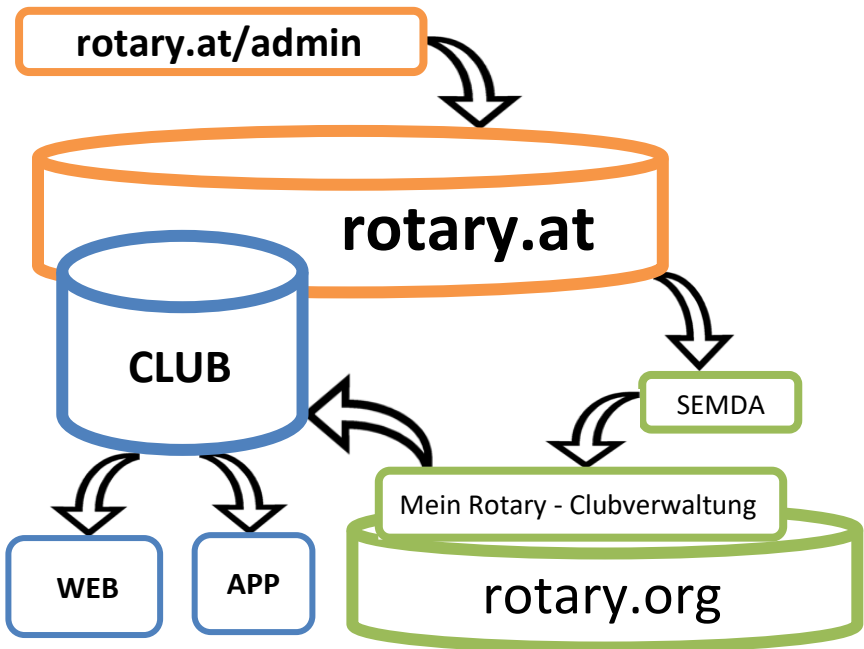 rotary.at/admin
rotary.at
CLUB
SEMDA
Mein Rotary - Clubverwaltung
WEB
APP
rotary.org